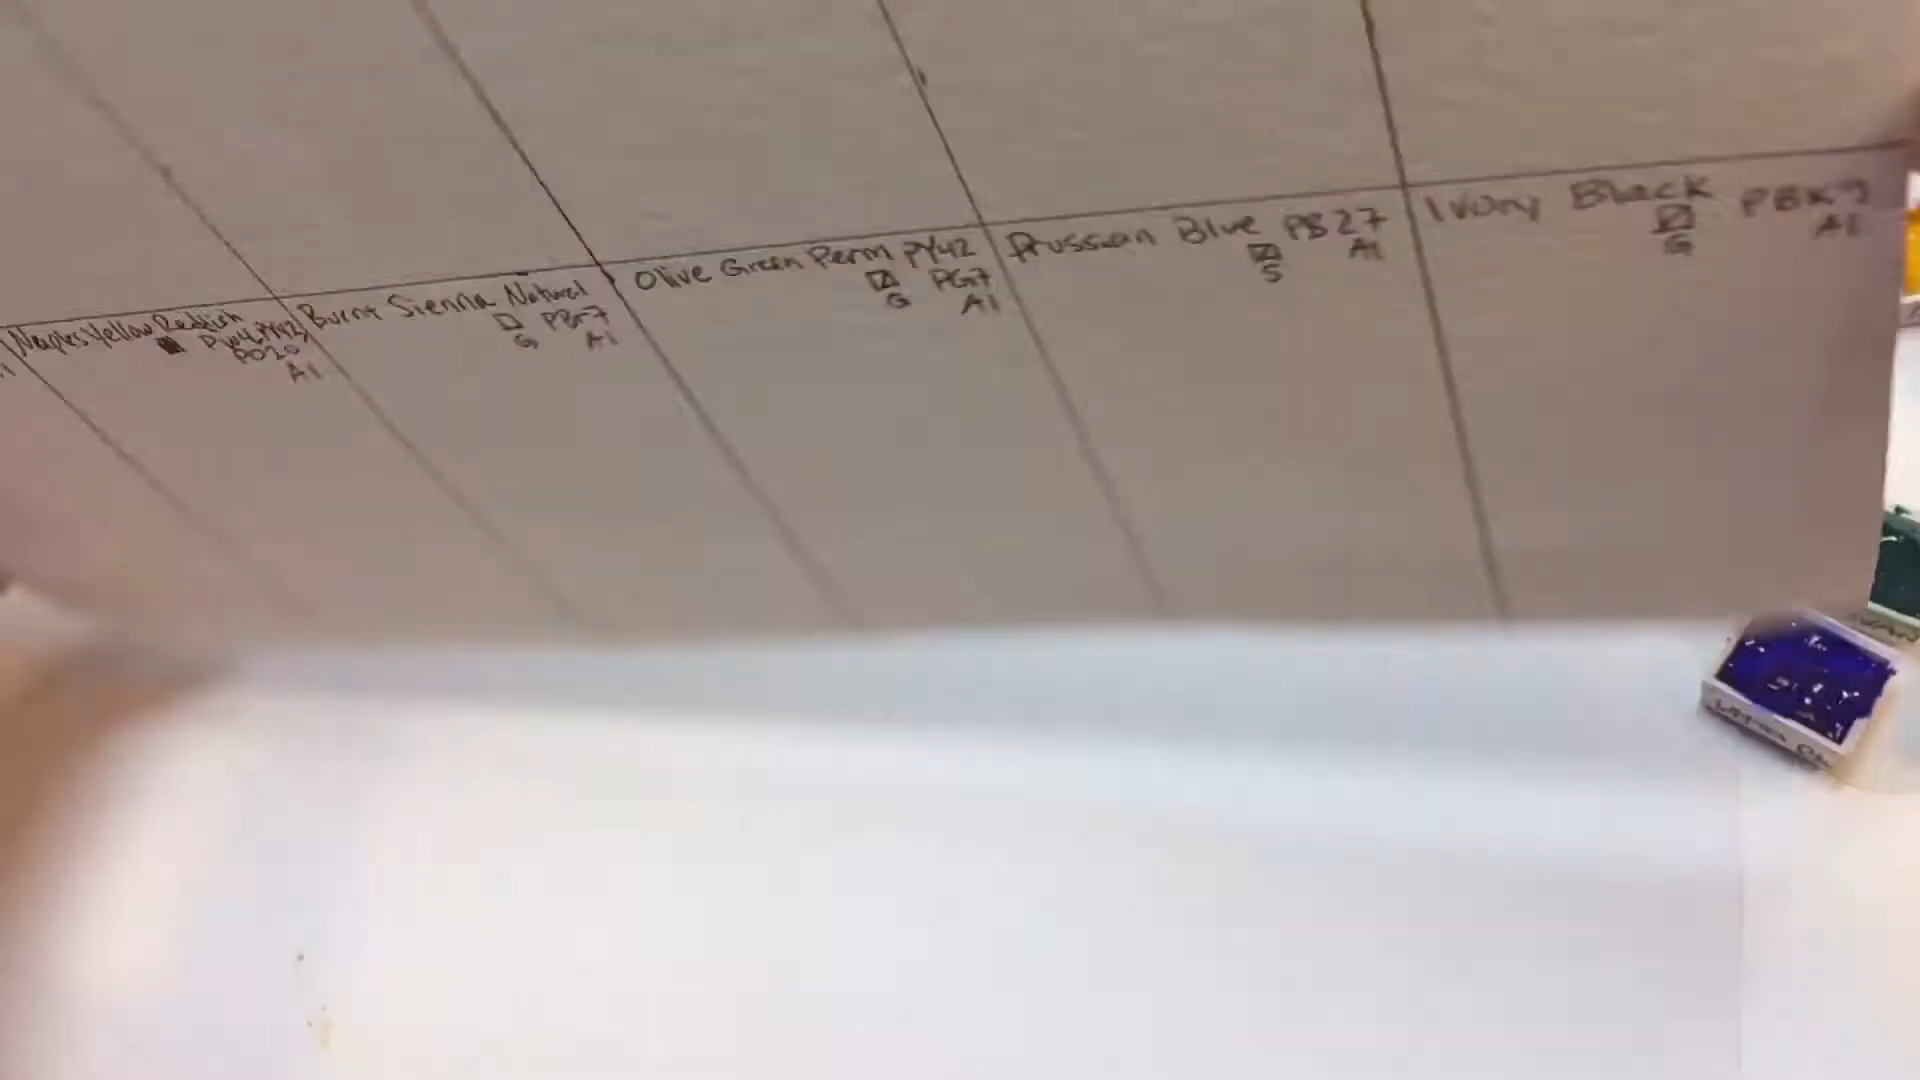 Naples Yellow Reddish
PW4 PY42
PO20
A1
Burnt Sienna Natural
PBr7
G A1
Olive Green Perm PY42
PG7
G A1
Prussian Blue PB27
S A1
Ivory Black PBK9
G A1